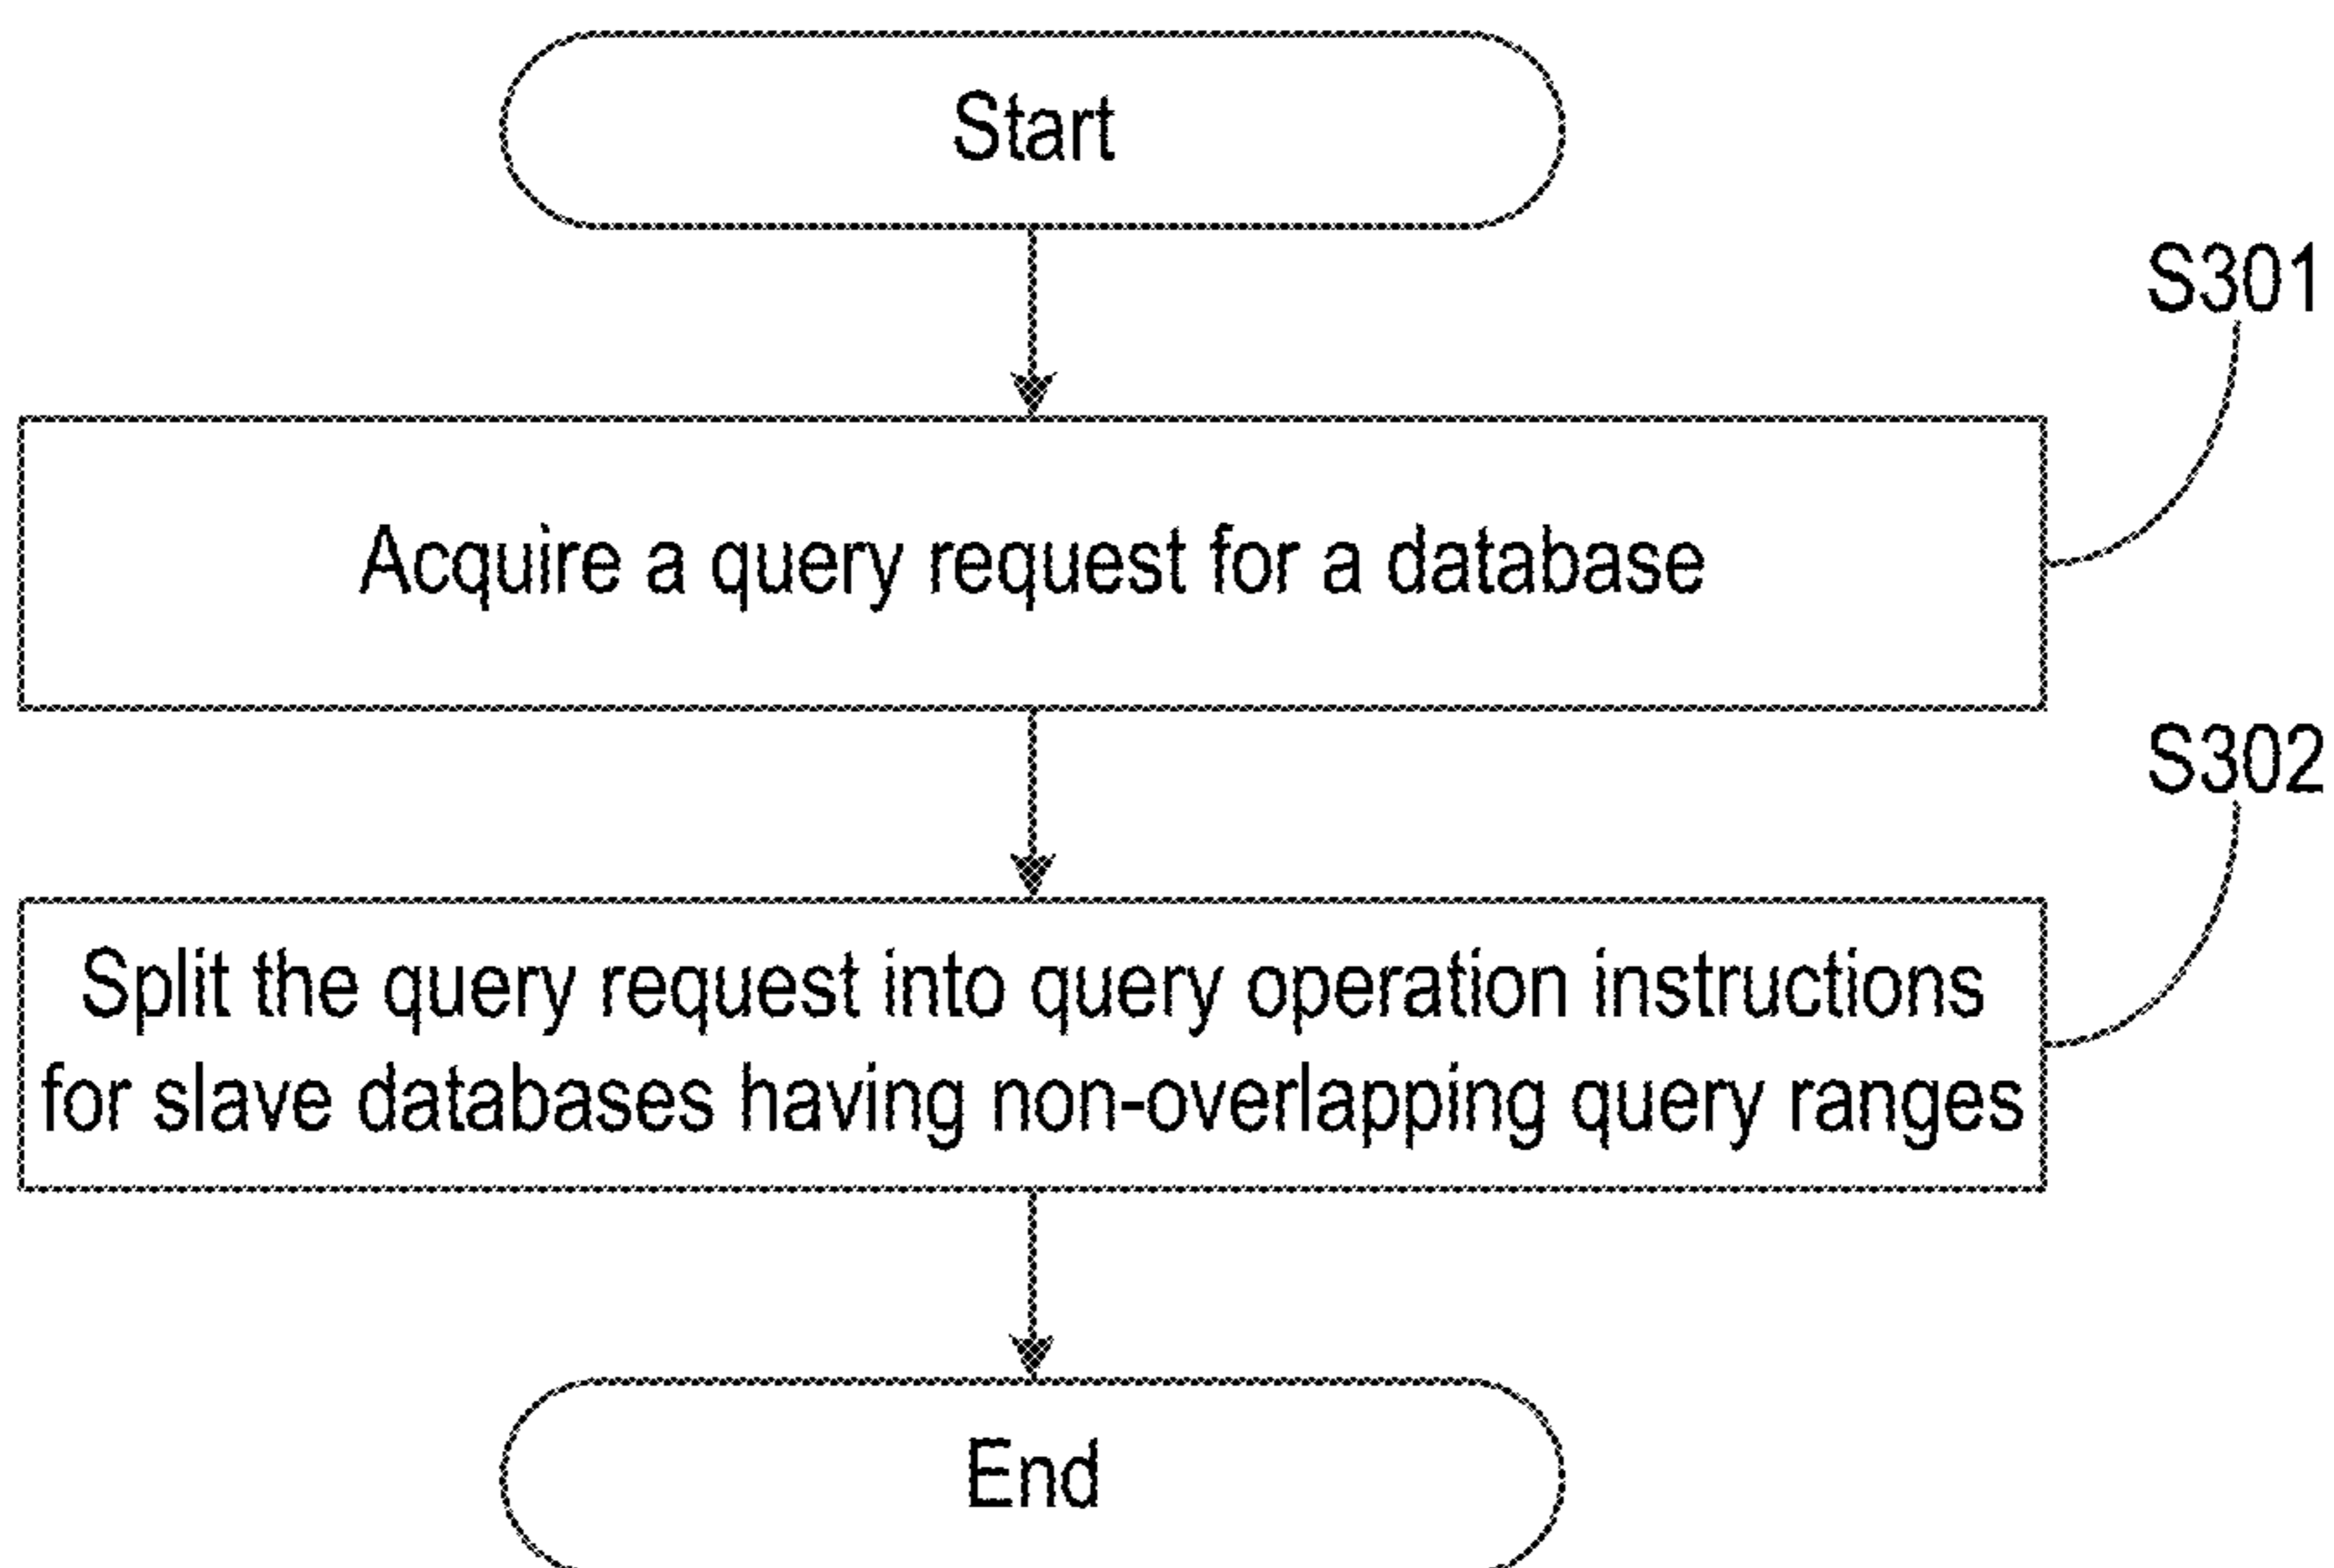 Start
S301
Acquire a query request for a database
S302
Split the query request into query operation instructions
for slave databases having non-overlapping query ranges
End